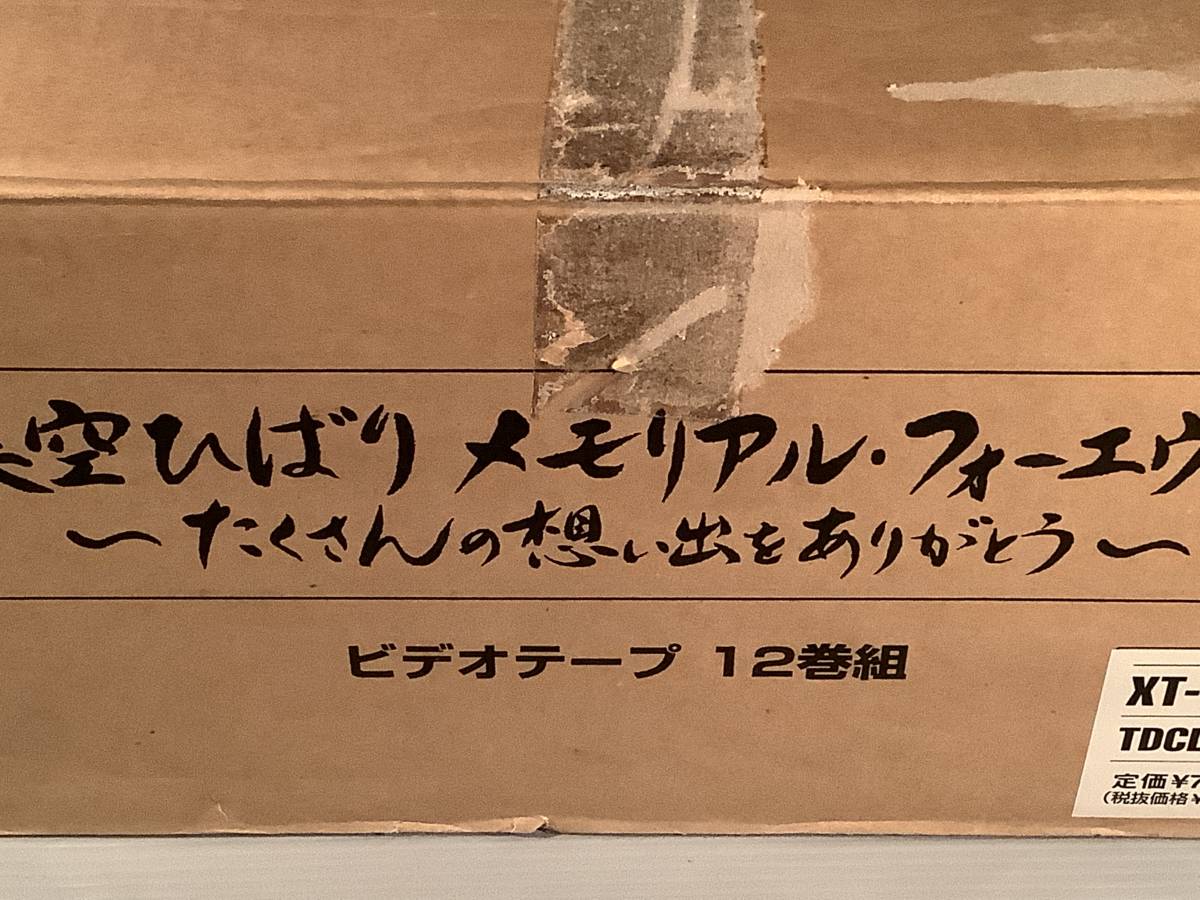 空ひばり メモリアル・フォーエウ
～たくさんの想い出をありがとう～
ビデオテープ 12巻組
XT-
TDCL
定価¥7
(税抜価格¥